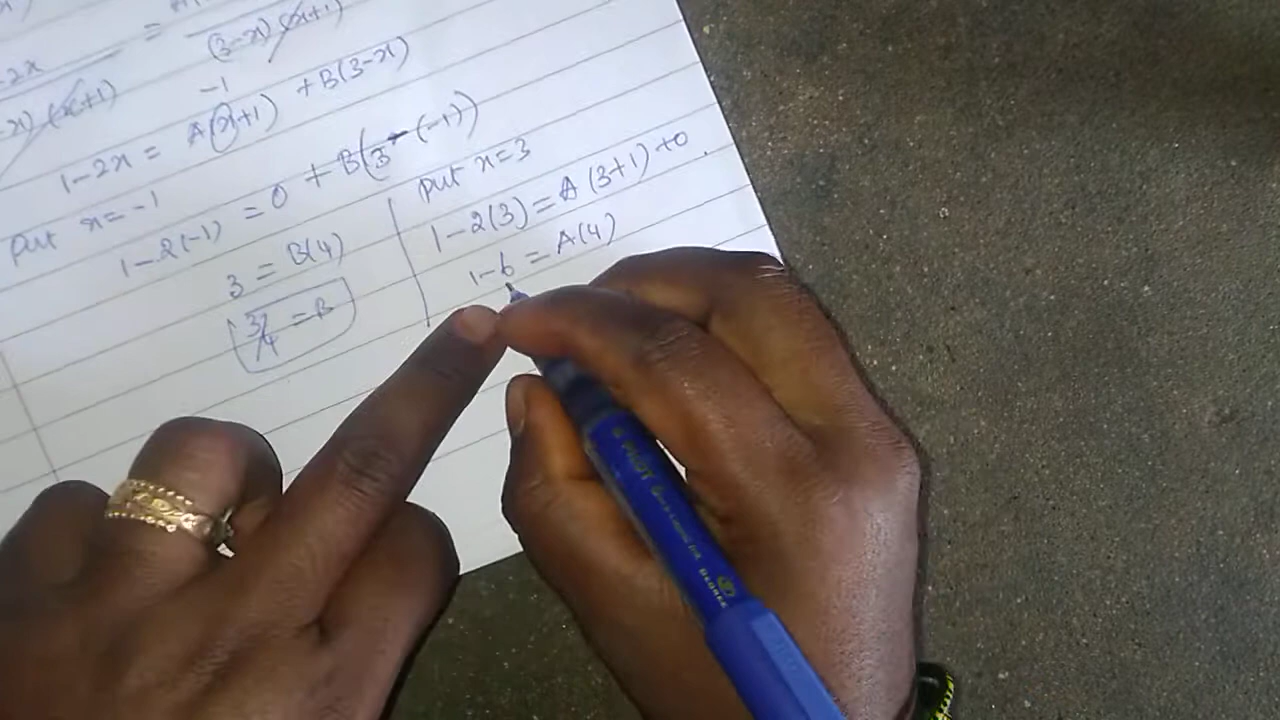 -2x =
(3-x) (x+1)
-x) (x+1)
-1
1-2x = A(x+1) + B(3-x)
Put x=-1
1-2(-1) = 0 + B(3-(-1))
3 = B(4)
3/4 = B
Put x=3
1-2(3) = A(3+1)+0.
1-6 = A(4)
PILOT